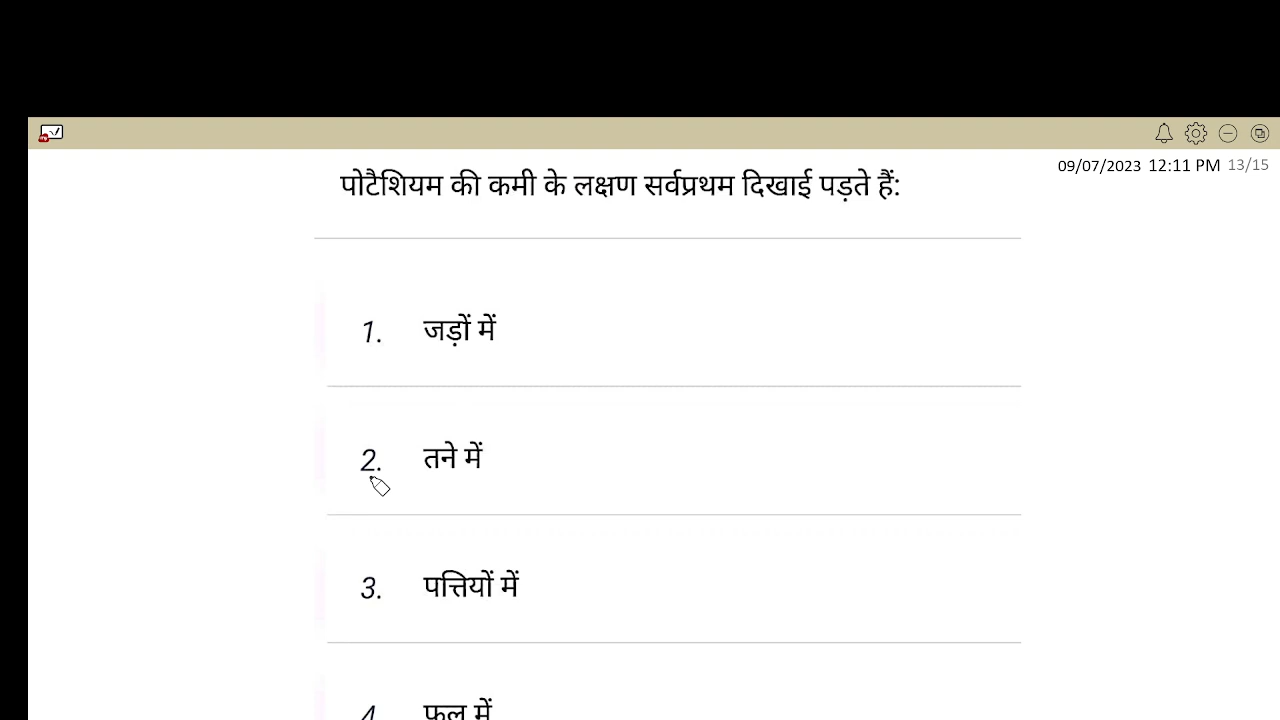 09/07/2023 12:11 PM 13/15
पोटैशियम की कमी के लक्षण सर्वप्रथम दिखाई पड़ते हैं:
1. जड़ों में
2. तने में
3. पत्तियों में
4. फल में